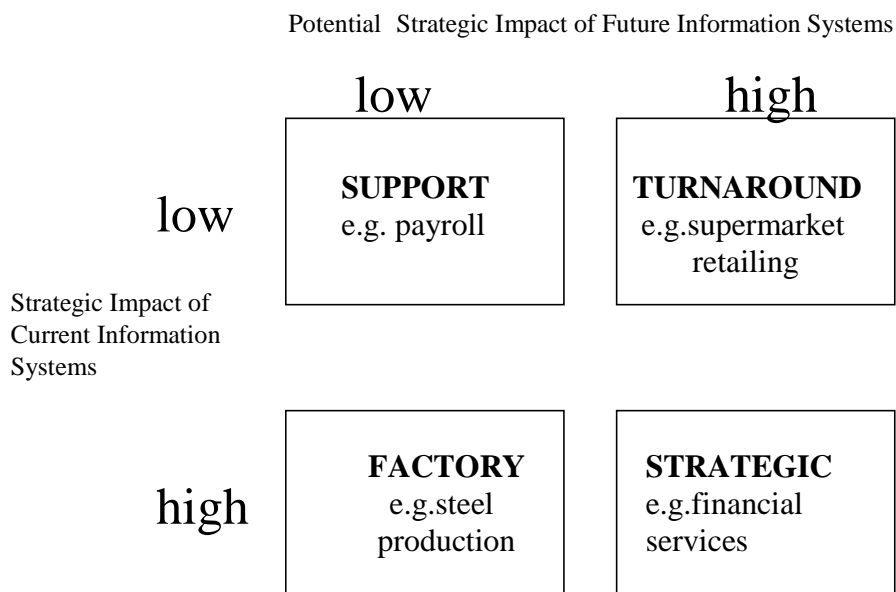 Potential Strategic Impact of Future Information Systems
low
high
SUPPORT
e.g. payroll
TURNAROUND
e.g.supermarket
retailing
low
Strategic Impact of
Current Information
Systems
FACTORY
e.g.steel
production
STRATEGIC
e.g.financial
services
high